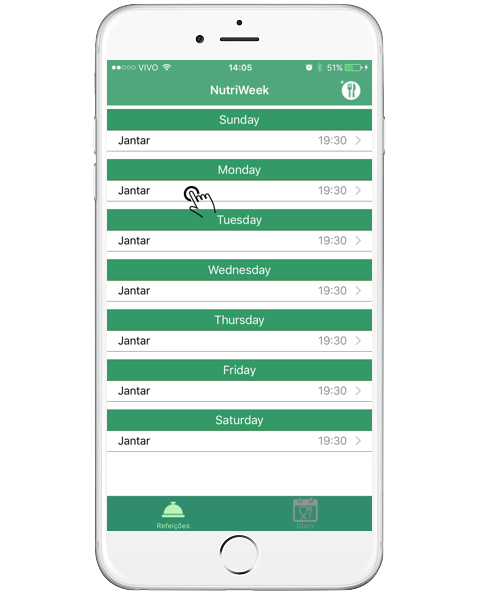 VIVO 14:05 51%
NutriWeek
Sunday
Jantar 19:30
Monday
Jantar 19:30
Tuesday
Jantar 19:30
Wednesday
Jantar 19:30
Thursday
Jantar 19:30
Friday
Jantar 19:30
Saturday
Jantar 19:30
Refeições Diary